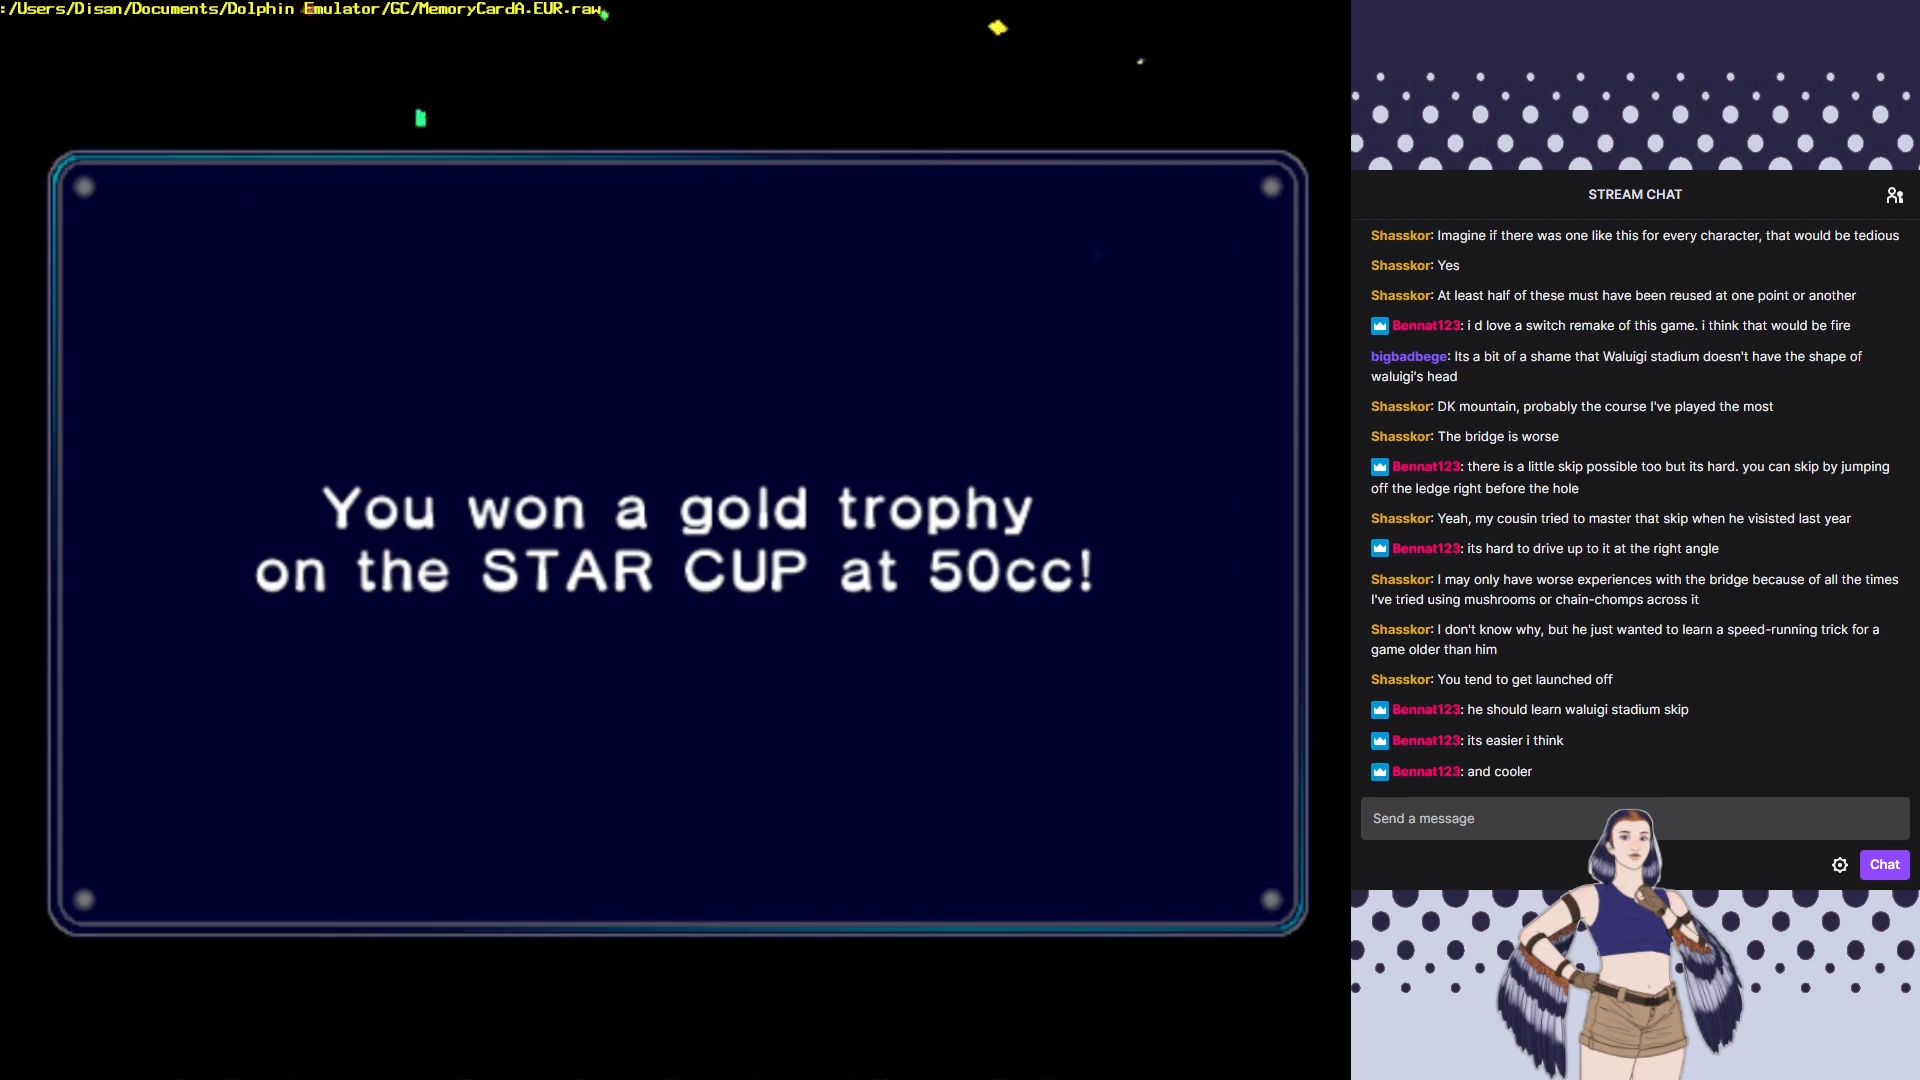 :/Users/Disan/Documents/Dolphin Emulator/GC/MemoryCardA.EUR.raw
You won a gold trophy
on the STAR CUP at 50cc!
STREAM CHAT
Shasskor: Imagine if there was one like this for every character, that would be tedious
Shasskor: Yes
Shasskor: At least half of these must have been reused at one point or another
Bennat123: i d love a switch remake of this game. i think that would be fire
bigbadbege: Its a bit of a shame that Waluigi stadium doesn't have the shape of
waluigi's head
Shasskor: DK mountain, probably the course I've played the most
Shasskor: The bridge is worse
Bennat123: there is a little skip possible too but its hard. you can skip by jumping
off the ledge right before the hole
Shasskor: Yeah, my cousin tried to master that skip when he visisted last year
Bennat123: its hard to drive up to it at the right angle
Shasskor: I may only have worse experiences with the bridge because of all the times
I've tried using mushrooms or chain-chomps across it
Shasskor: I don't know why, but he just wanted to learn a speed-running trick for a
game older than him
Shasskor: You tend to get launched off
Bennat123: he should learn waluigi stadium skip
Bennat123: its easier i think
Bennat123: and cooler
Send a message
Chat